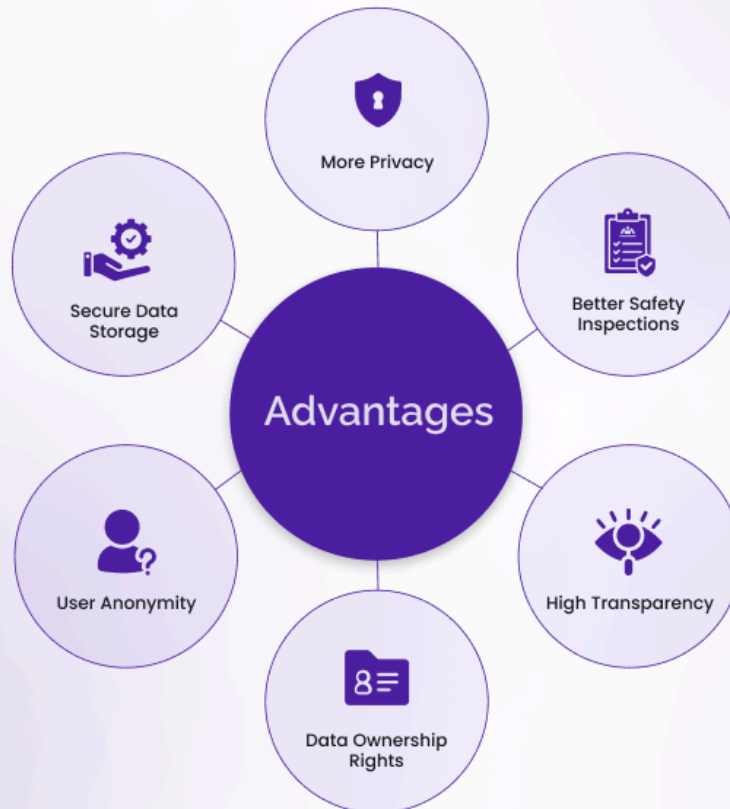 More Privacy
Secure Data
Storage
Better Safety
Inspections
Advantages
User Anonymity
High Transparency
Data Ownership
Rights